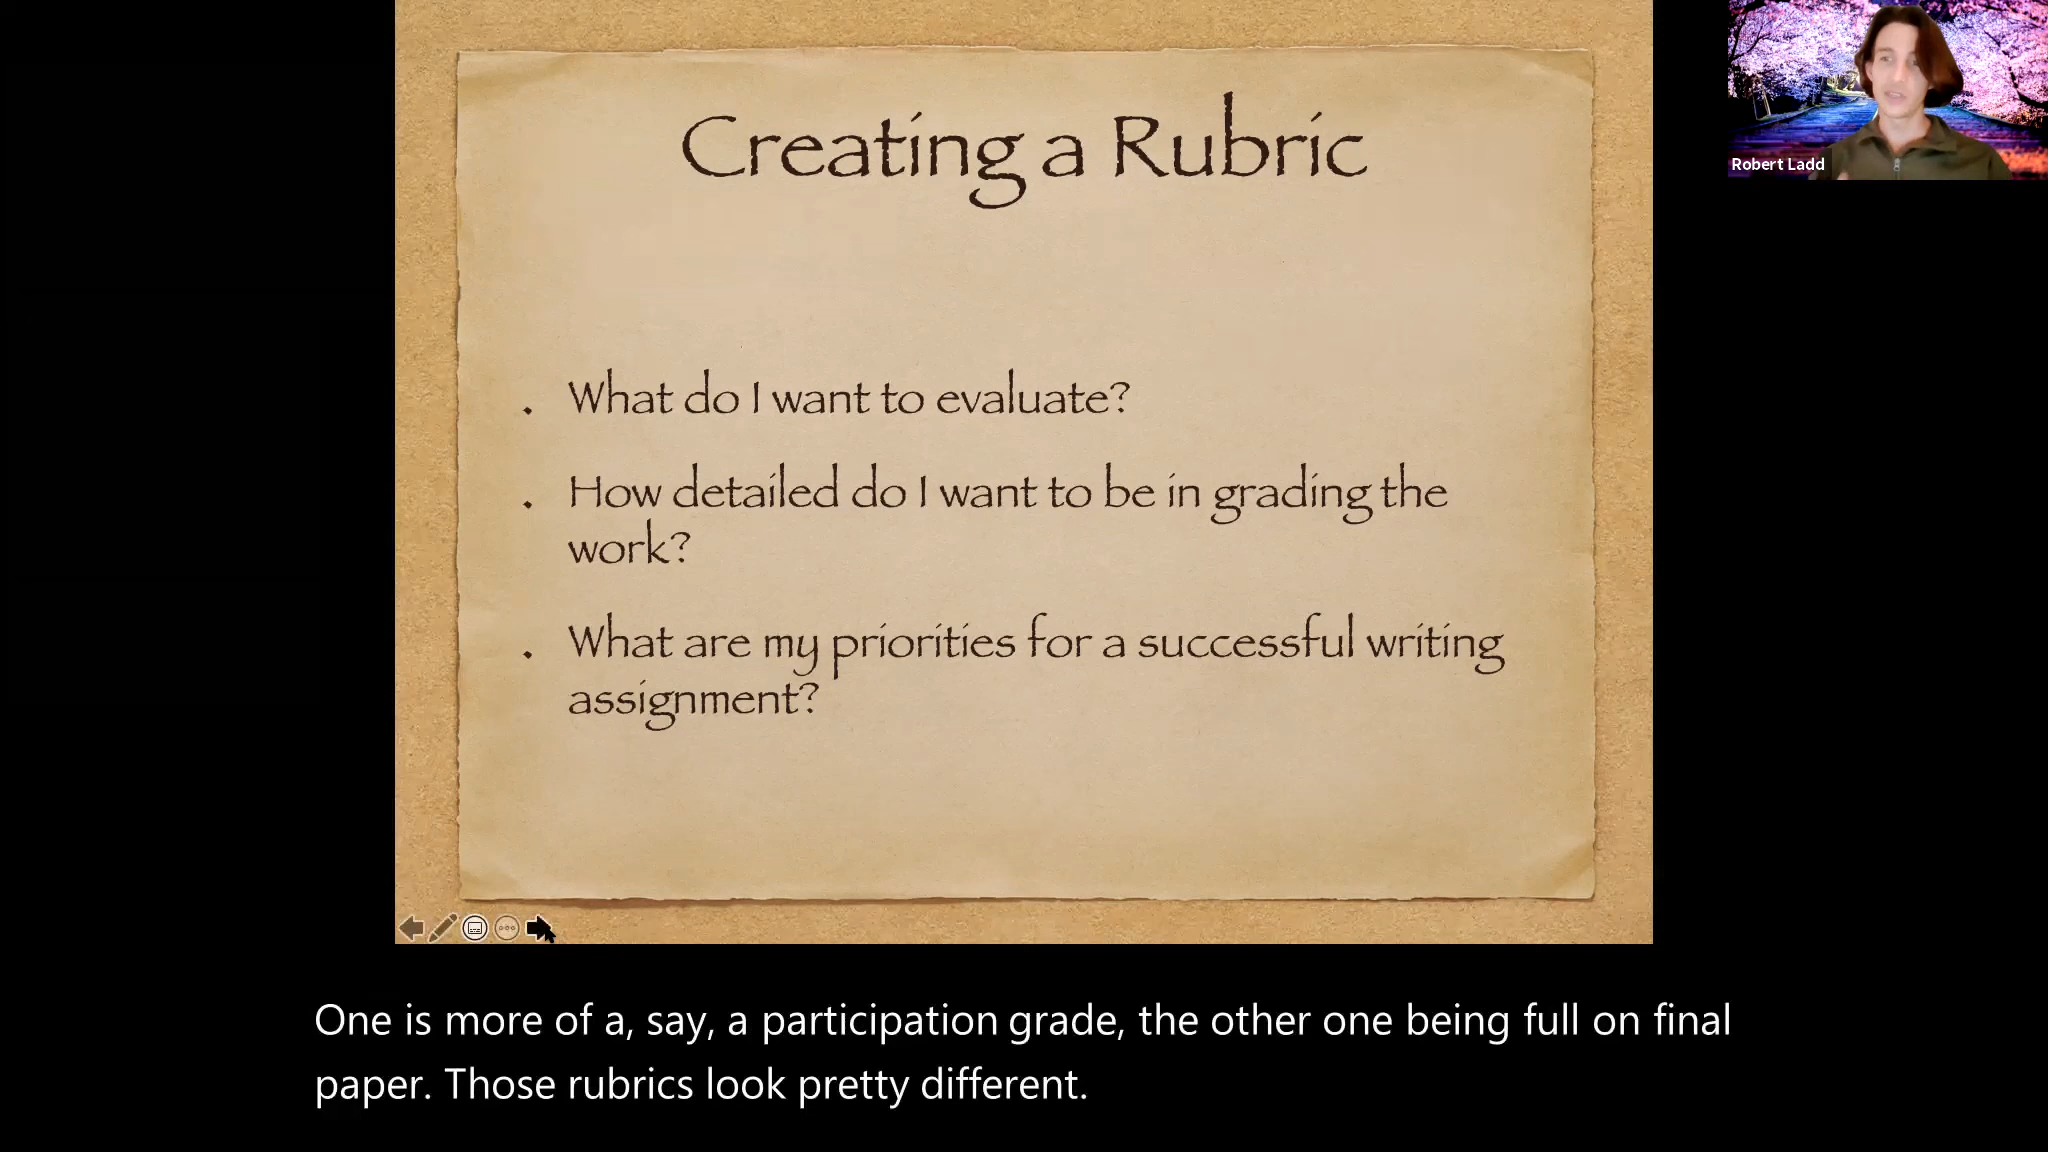 Creating a Rubric
Robert Ladd
. What do I want to evaluate?
. How detailed do I want to be in grading the
work?
. What are my priorities for a successful writing
assignment?
One is more of a, say, a participation grade, the other one being full on final
paper. Those rubrics look pretty different.